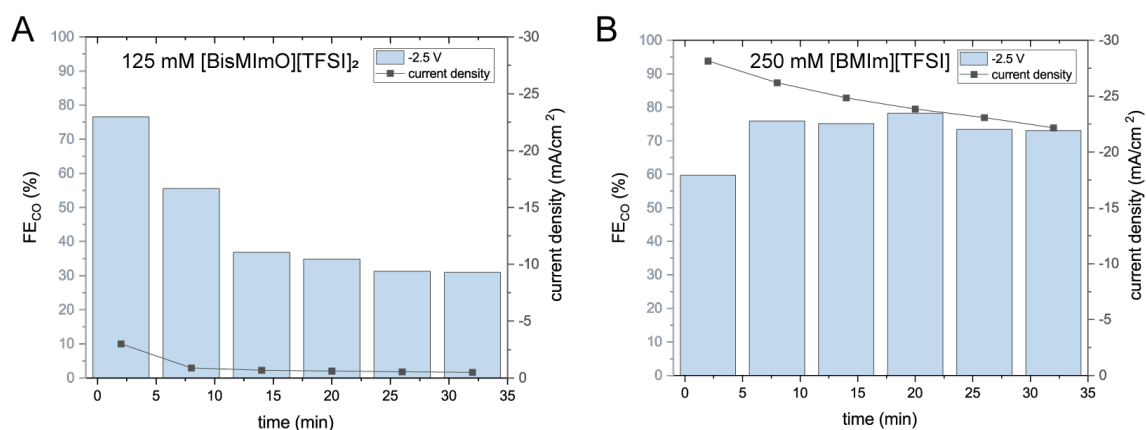 A
125 mM [BisMImO][TFSI]₂
-2.5 V
current density
FE_CO (%)
100
90
80
70
60
50
40
30
20
10
0
-30
-25
-20
-15
-10
-5
0
current density (mA/cm²)
0 5 10 15 20 25 30 35
time (min)
B
250 mM [BMIm][TFSI]
-2.5 V
current density
FE_CO (%)
100
90
80
70
60
50
40
30
20
10
0
-30
-25
-20
-15
-10
-5
0
current density (mA/cm²)
0 5 10 15 20 25 30 35
time (min)